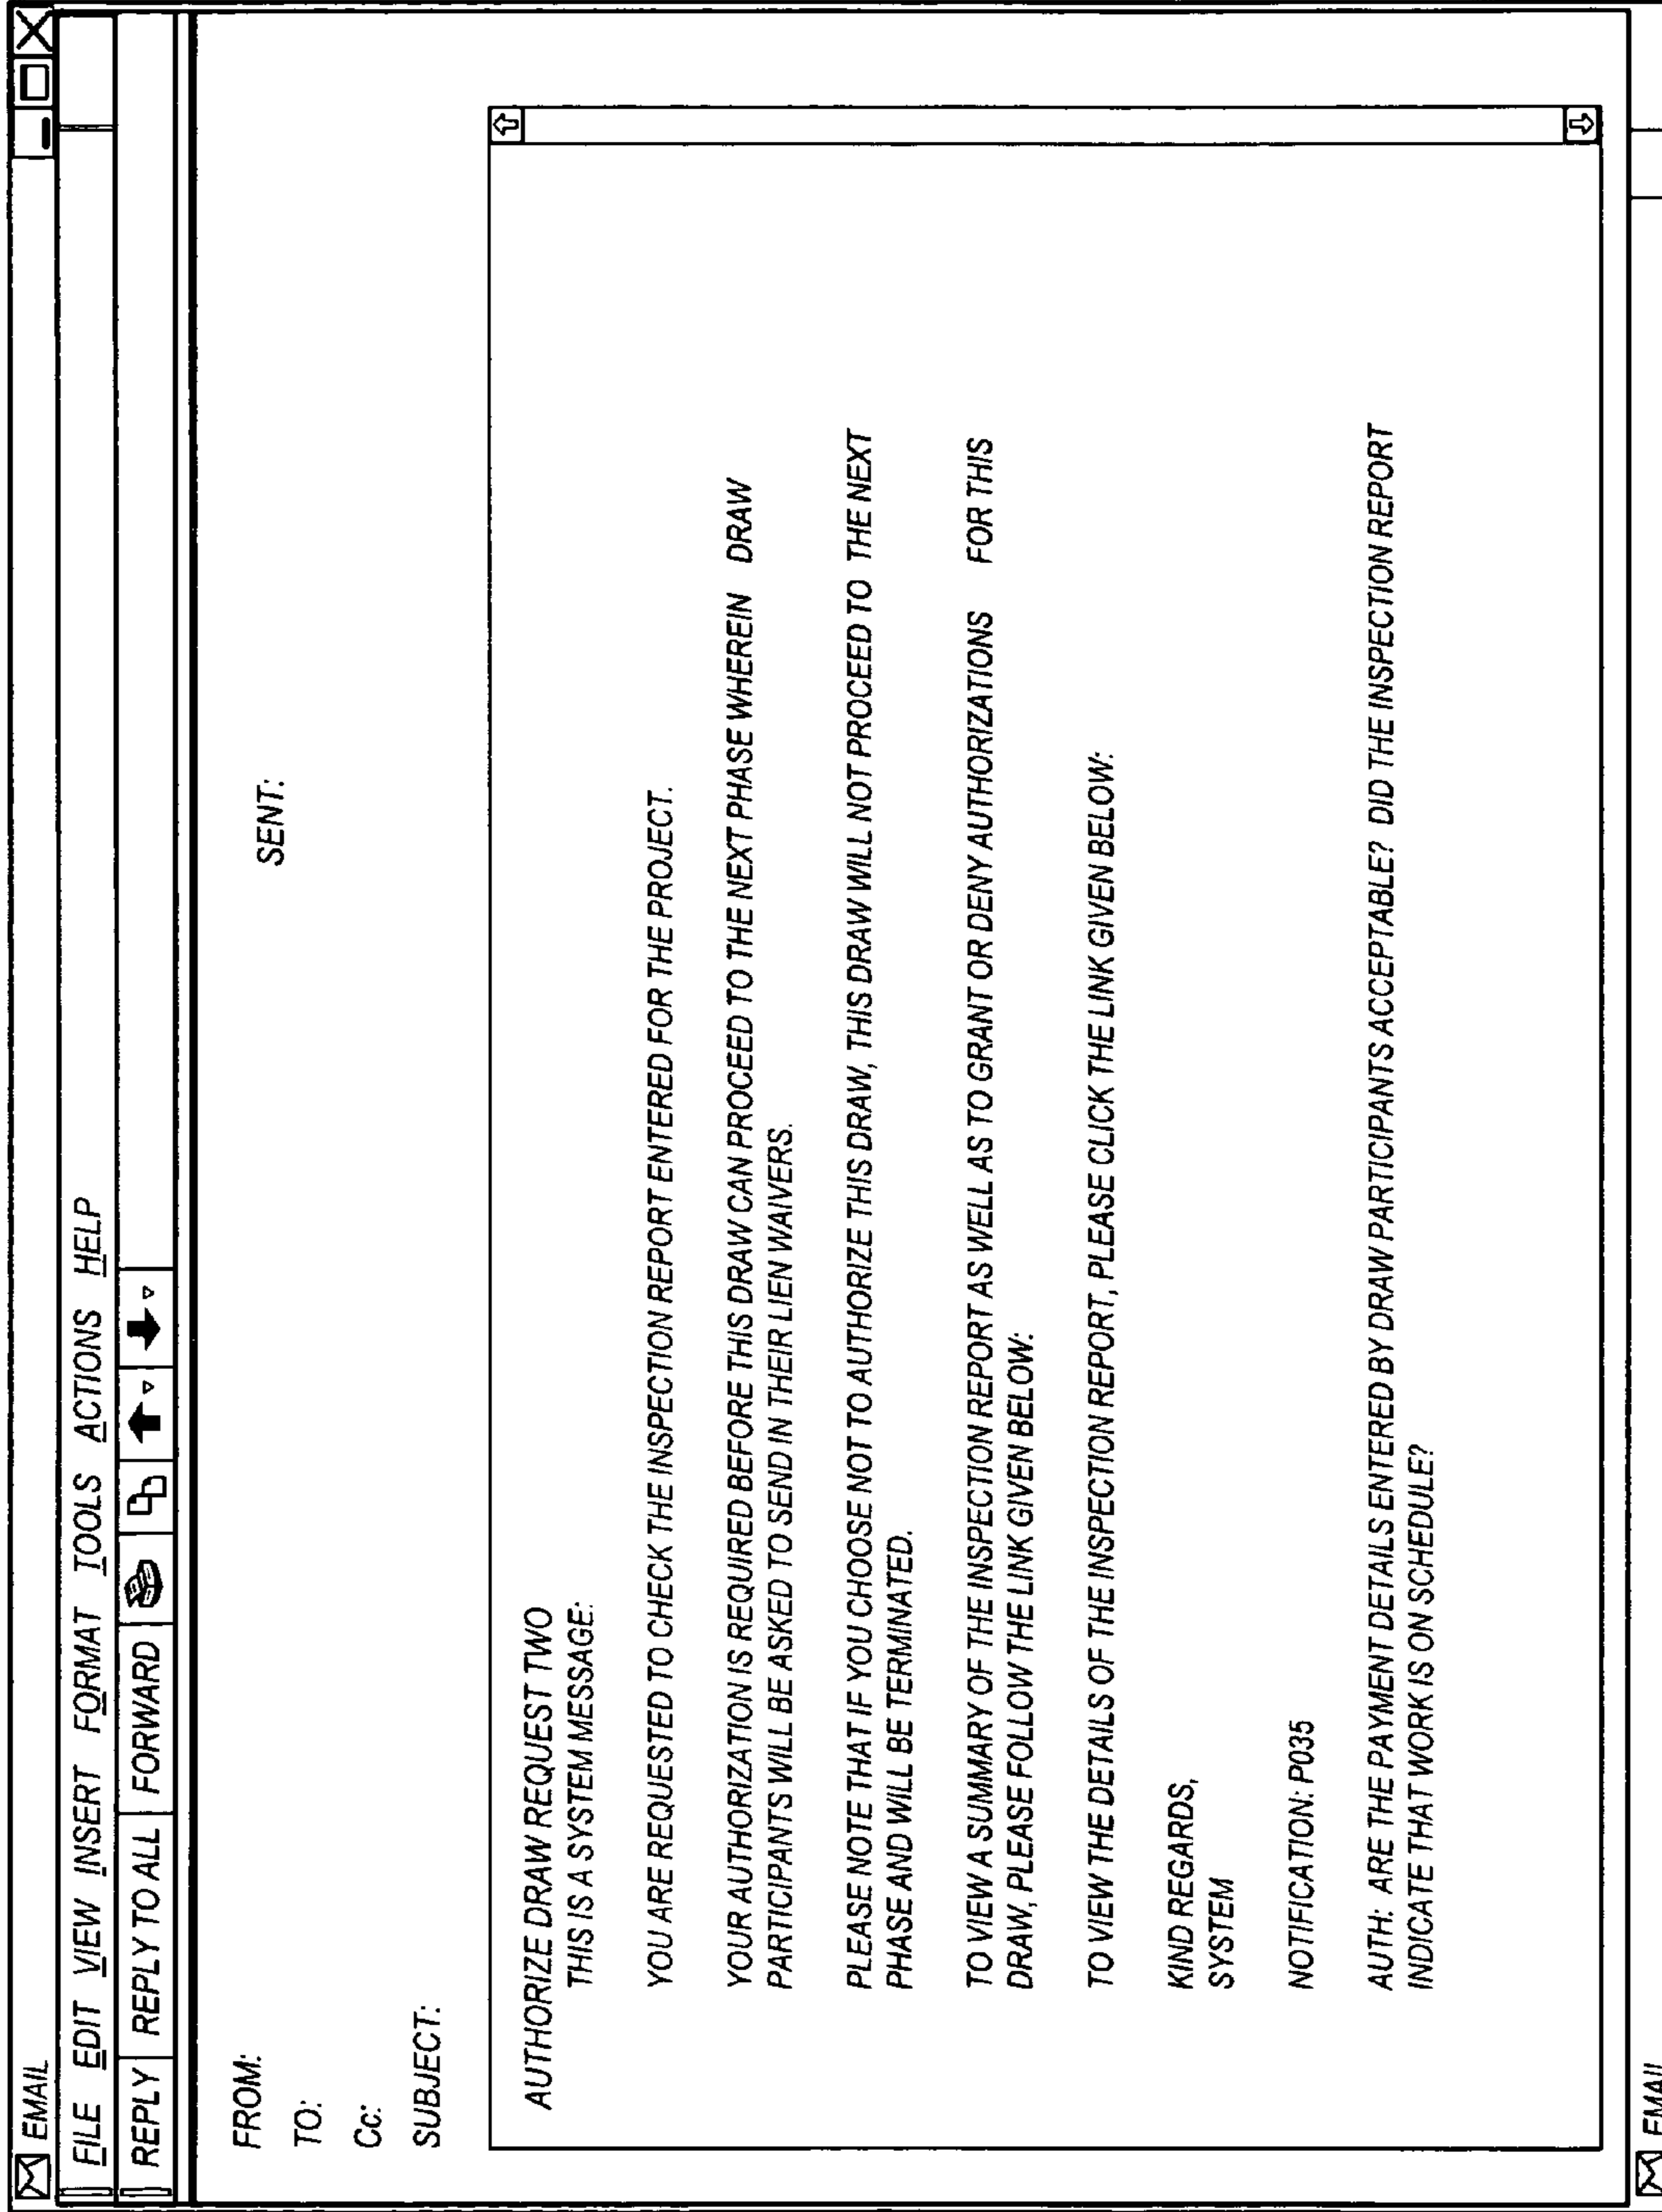 EMAIL
FILE EDIT VIEW INSERT FORMAT TOOLS ACTIONS HELP
REPLY REPLY TO ALL FORWARD
FROM:
SENT:
TO:
Cc:
SUBJECT:
AUTHORIZE DRAW REQUEST TWO
THIS IS A SYSTEM MESSAGE:
YOU ARE REQUESTED TO CHECK THE INSPECTION REPORT ENTERED FOR THE PROJECT.
YOUR AUTHORIZATION IS REQUIRED BEFORE THIS DRAW CAN PROCEED TO THE NEXT PHASE WHEREIN DRAW
PARTICIPANTS WILL BE ASKED TO SEND IN THEIR LIEN WAIVERS.
PLEASE NOTE THAT IF YOU CHOOSE NOT TO AUTHORIZE THIS DRAW, THIS DRAW WILL NOT PROCEED TO THE NEXT
PHASE AND WILL BE TERMINATED.
TO VIEW A SUMMARY OF THE INSPECTION REPORT AS WELL AS TO GRANT OR DENY AUTHORIZATIONS FOR THIS
DRAW, PLEASE FOLLOW THE LINK GIVEN BELOW:
TO VIEW THE DETAILS OF THE INSPECTION REPORT, PLEASE CLICK THE LINK GIVEN BELOW:
KIND REGARDS,
SYSTEM
NOTIFICATION: P035
AUTH: ARE THE PAYMENT DETAILS ENTERED BY DRAW PARTICIPANTS ACCEPTABLE? DID THE INSPECTION REPORT
INDICATE THAT WORK IS ON SCHEDULE?
EMAIL